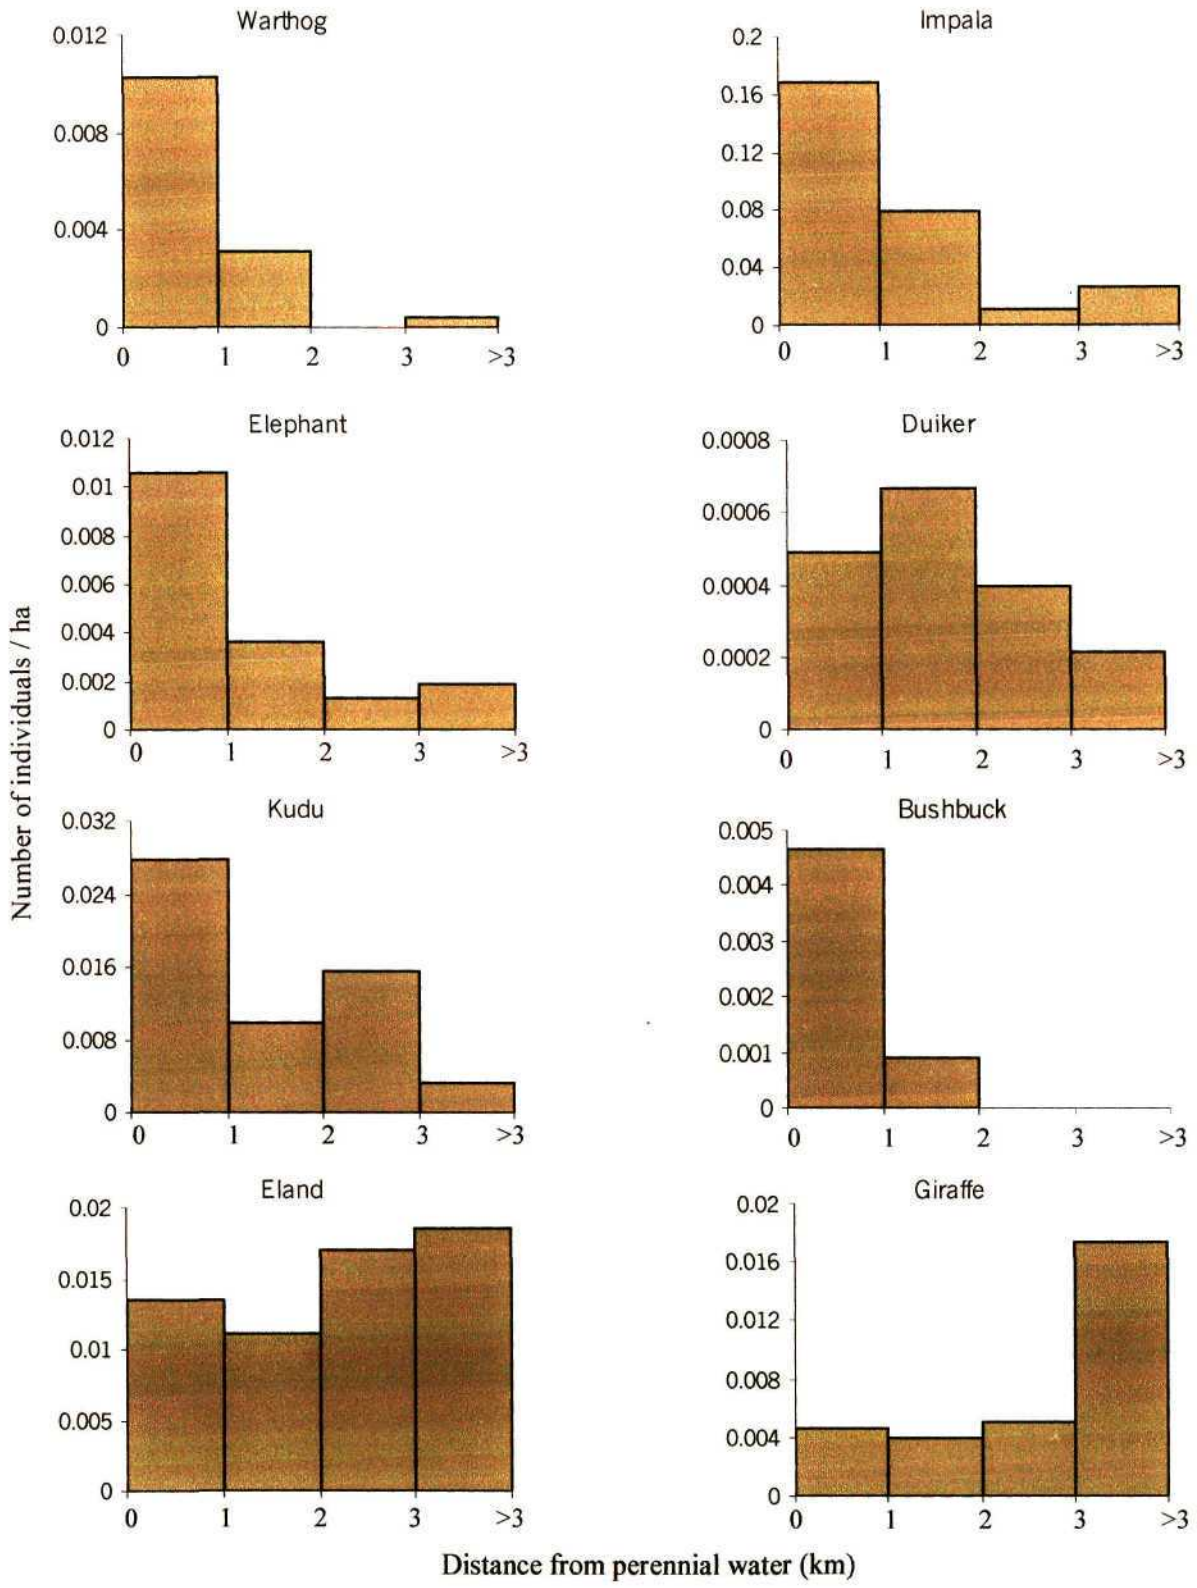 Warthog
0.012
0.008
0.004
0
0 1 2 3 >3
Impala
0.2
0.16
0.12
0.08
0.04
0
0 1 2 3 >3
Elephant
0.012
0.01
0.008
0.006
0.004
0.002
0
0 1 2 3 >3
Duiker
0.0008
0.0006
0.0004
0.0002
0
0 1 2 3 >3
Kudu
0.032
0.024
0.016
0.008
0
0 1 2 3 >3
Bushbuck
0.005
0.004
0.003
0.002
0.001
0
0 1 2 3 >3
Eland
0.02
0.015
0.01
0.005
0
0 1 2 3 >3
Giraffe
0.02
0.016
0.012
0.008
0.004
0
0 1 2 3 >3
Number of individuals / ha
Distance from perennial water (km)